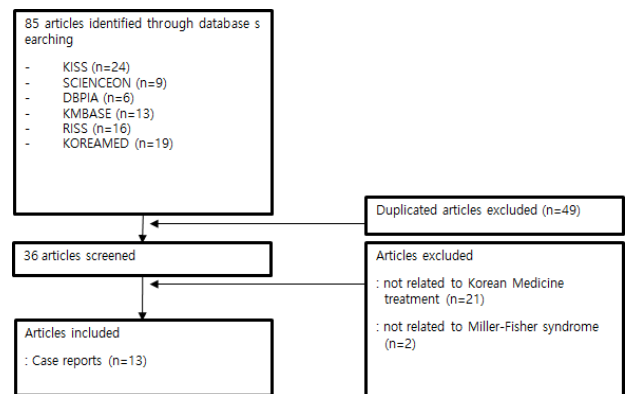 85 articles identified through database s
earching
- KISS (n=24)
- SCIENCEON (n=9)
- DBPIA (n=6)
- KMBASE (n=13)
- RISS (n=16)
- KOREAMED (n=19)
Duplicated articles excluded (n=49)
36 articles screened
Articles excluded
: not related to Korean Medicine
treatment (n=21)
: not related to Miller-Fisher syndrome
(n=2)
Articles included
: Case reports (n=13)